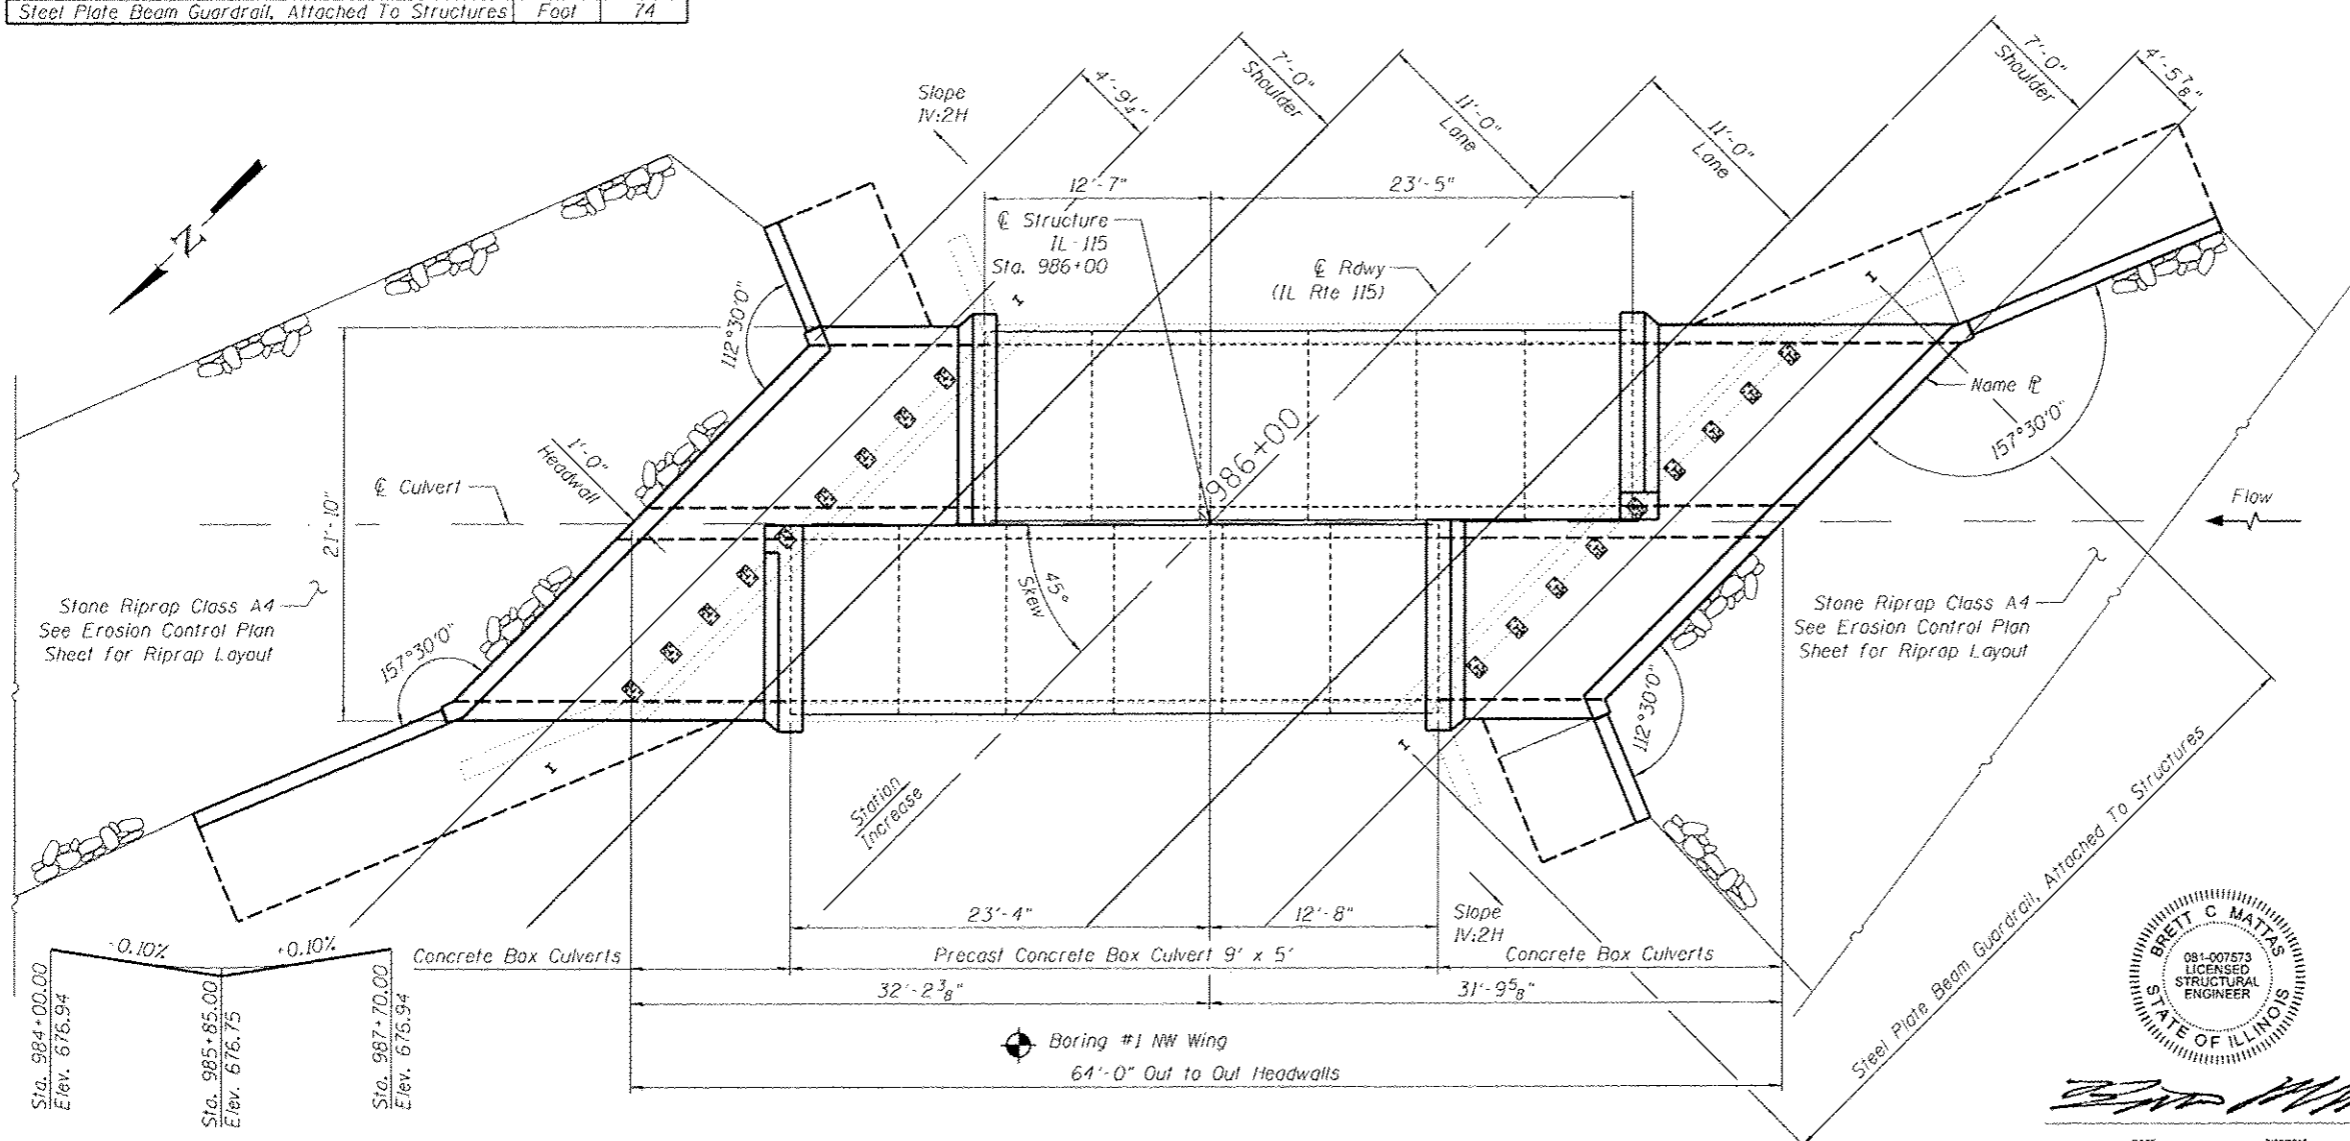 Steel Plate Beam Guardrail, Attached To Structures Foot 74
Slope
1V:2H
4'-9¼"
7'-0"
Shoulder
11'-0"
Lane
11'-0"
Lane
7'-0"
Shoulder
4'-5⅞"
N
12'-7"
23'-5"
℄ Structure
IL-115
Sta. 986+00
℄ Rdwy
(IL Rte 115)
112°30'0"
1'-0"
Headwall
℄ Culvert
21'-10"
986+00
Name ℙ
157°30'0"
Flow
45°
Skew
Stone Riprap Class A4
See Erosion Control Plan
Sheet for Riprap Layout
157°30'0"
Stone Riprap Class A4
See Erosion Control Plan
Sheet for Riprap Layout
112°30'0"
Station
Increase
Steel Plate Beam Guardrail, Attached To Structures
23'-4"
12'-8"
Slope
1V:2H
Concrete Box Culverts
Precast Concrete Box Culvert 9' x 5'
Concrete Box Culverts
32'-2⅜"
31'-9⅝"
Boring #1 NW Wing
64'-0" Out to Out Headwalls
-0.10%
+0.10%
Sta. 984+00.00
Elev. 676.94
Sta. 985+85.00
Elev. 676.75
Sta. 987+70.00
Elev. 676.94
BRETT C MATTAS
081-007573
LICENSED
STRUCTURAL
ENGINEER
STATE OF ILLINOIS